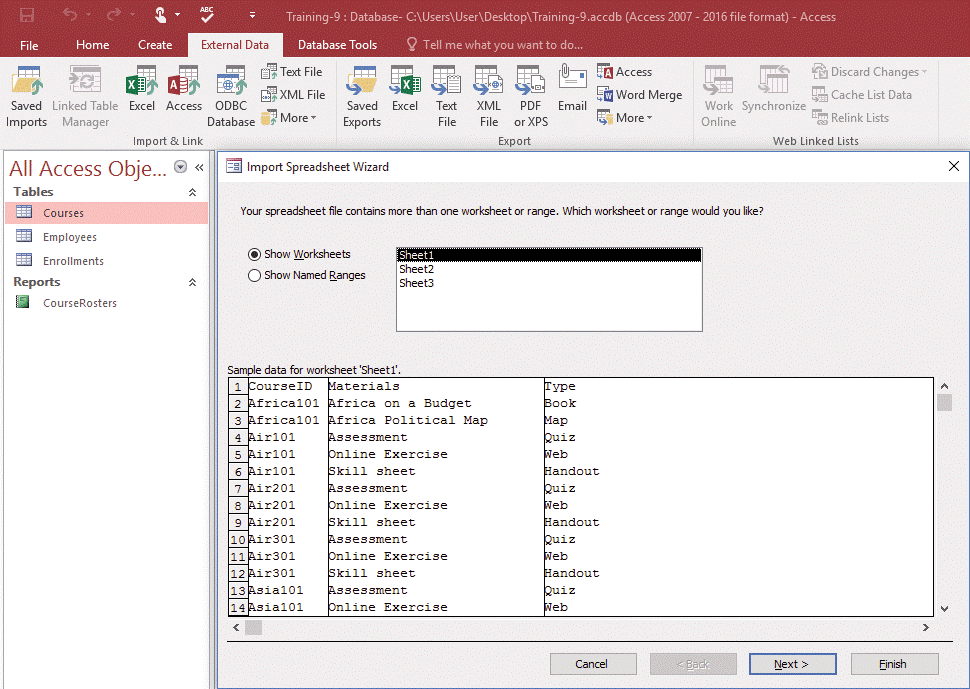 Training-9 : Database- C:\Users\User\Desktop\Training-9.accdb (Access 2007 - 2016 file format) - Access
File Home Create External Data Database Tools Tell me what you want to do...
Saved Imports
Linked Table Manager
Excel
Access
ODBC Database
Text File
XML File
More
Import & Link
Saved Exports
Excel
Text File
XML File
PDF or XPS
Email
Access
Word Merge
More
Export
Work Online
Synchronize
Discard Changes
Cache List Data
Relink Lists
Web Linked Lists
All Access Obje...
Tables
Courses
Employees
Enrollments
Reports
CourseRosters
Import Spreadsheet Wizard
Your spreadsheet file contains more than one worksheet or range. Which worksheet or range would you like?
Show Worksheets
Show Named Ranges
Sheet1
Sheet2
Sheet3
Sample data for worksheet 'Sheet1'.
1 CourseID Materials Type
2 Africa101 Africa on a Budget Book
3 Africa101 Africa Political Map Map
4 Air101 Assessment Quiz
5 Air101 Online Exercise Web
6 Air101 Skill sheet Handout
7 Air201 Assessment Quiz
8 Air201 Online Exercise Web
9 Air201 Skill sheet Handout
10 Air301 Assessment Quiz
11 Air301 Online Exercise Web
12 Air301 Skill sheet Handout
13 Asia101 Assessment Quiz
14 Asia101 Online Exercise Web
Cancel < Back Next > Finish